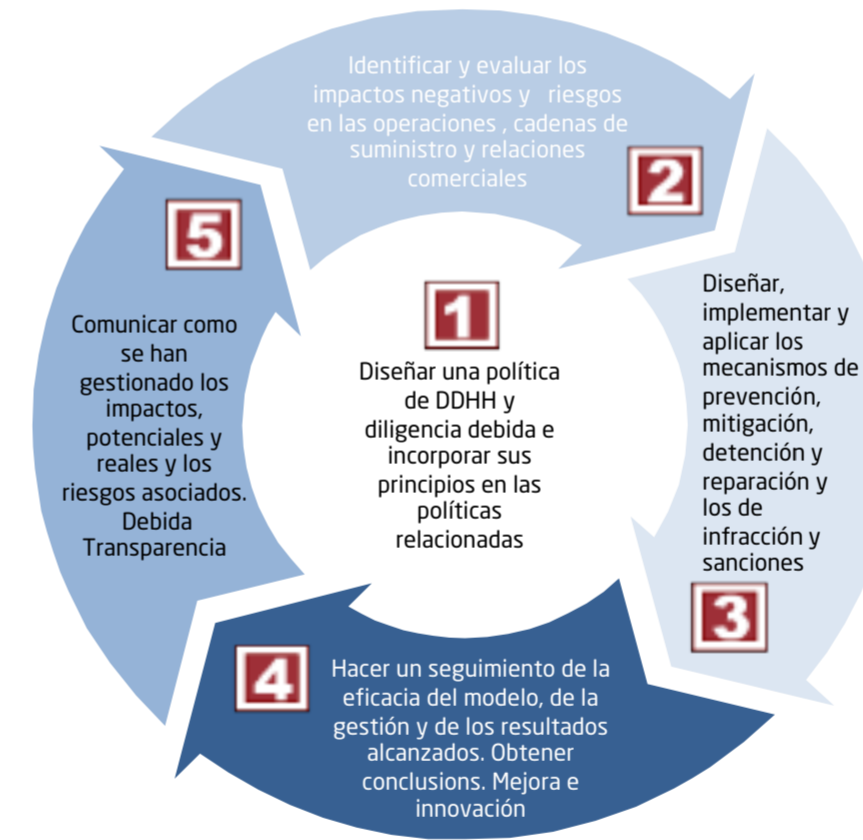 1
Diseñar una política
de DDHH y
diligencia debida e
incorporar sus
principios en las
políticas
relacionadas
Identificar y evaluar los
impactos negativos y riesgos
en las operaciones , cadenas de
suministro y relaciones
comerciales
2
Diseñar,
implementar y
aplicar los
mecanismos de
prevención,
mitigación,
detención y
reparación y
los de
infracción y
sanciones
3
4
Hacer un seguimiento de la
eficacia del modelo, de la
gestión y de los resultados
alcanzados. Obtener
conclusions. Mejora e
innovación
5
Comunicar como
se han
gestionado los
impactos,
potenciales y
reales y los
riesgos asociados.
Debida
Transparencia